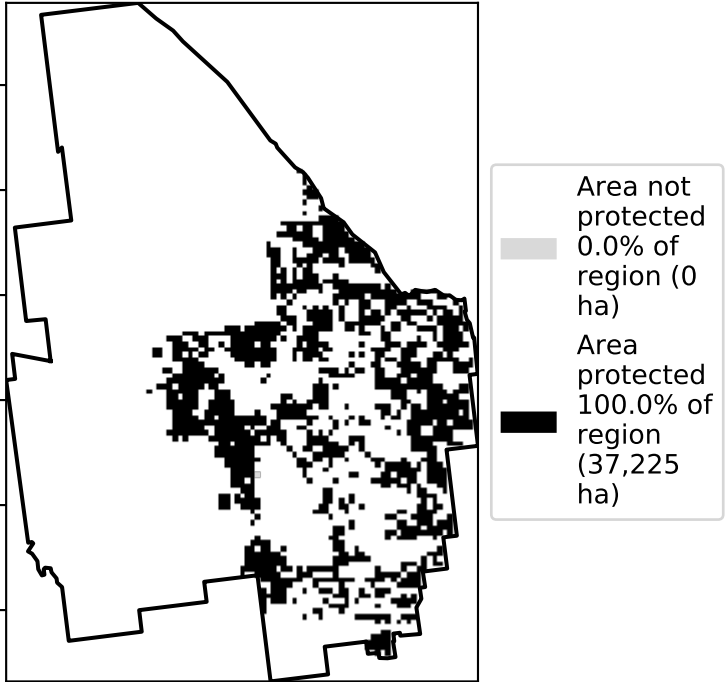 Area not
protected
0.0% of
region (0
ha)
Area
protected
100.0% of
region
(37,225
ha)